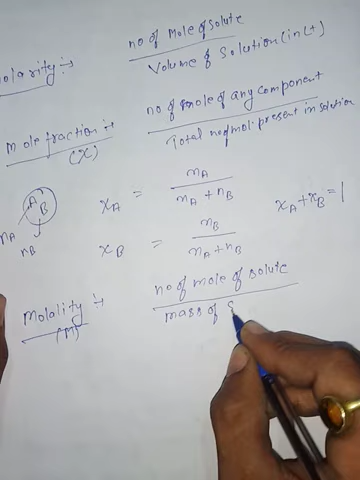 no of Mole of Solute
olarity :-
Volume of Solution (in Lt)
no of mole of any component
Mole fraction :-
(x)
Total no of mol. present in solution
A
B
nA
nB
xA = nA
nA + nB
xA + xB = 1
xB = nB
nA + nB
Molality :-
(M)
no of mole of solute
mass of S